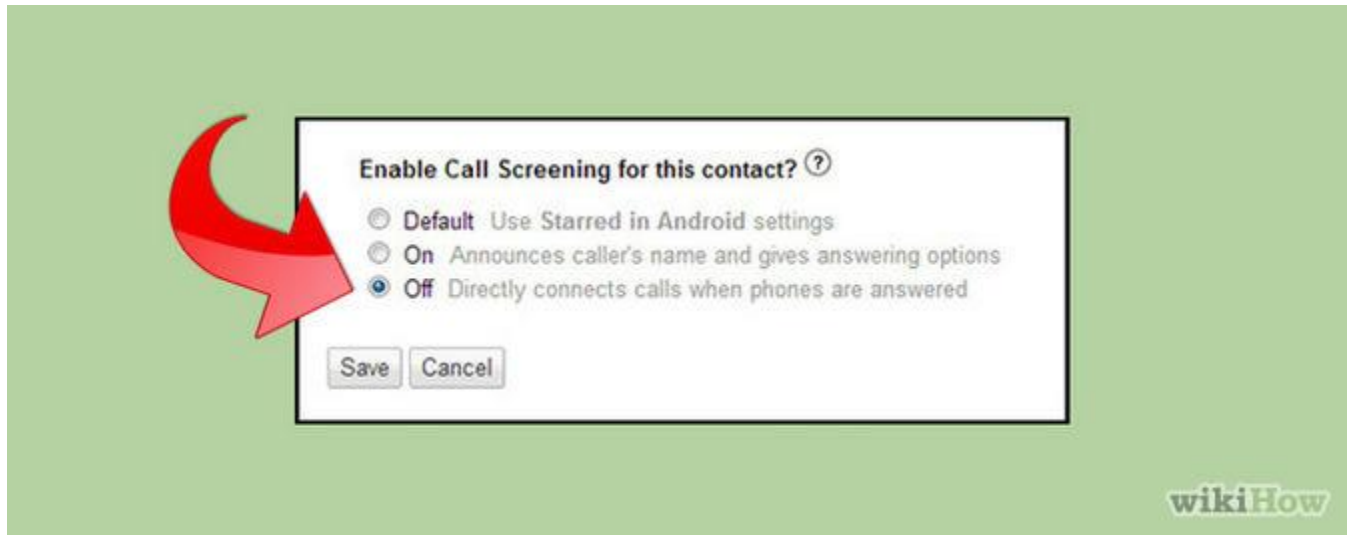 Enable Call Screening for this contact? ?
Default Use Starred in Android settings
On Announces caller's name and gives answering options
Off Directly connects calls when phones are answered
Save Cancel
wikiHow